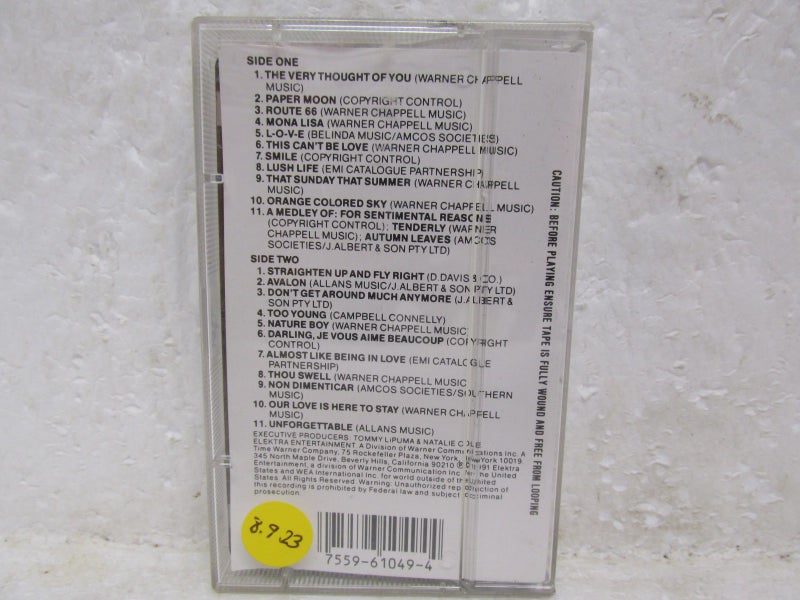 SIDE ONE
1. THE VERY THOUGHT OF YOU (WARNER CHAPPELL
MUSIC)
2. PAPER MOON (COPYRIGHT CONTROL)
3. ROUTE 66 (WARNER CHAPPELL MUSIC)
4. MONA LISA (WARNER CHAPPELL MUSIC)
5. L-O-V-E (BELINDA MUSIC/AMCOS SOCIETIES)
6. THIS CAN'T BE LOVE (WARNER CHAPPELL MUSIC)
7. SMILE (COPYRIGHT CONTROL)
8. LUSH LIFE (EMI CATALOGUE PARTNERSHIP)
9. THAT SUNDAY THAT SUMMER (WARNER CHAPPELL
MUSIC)
10. ORANGE COLORED SKY (WARNER CHAPPELL MUSIC)
11. A MEDLEY OF: FOR SENTIMENTAL REASONS
(COPYRIGHT CONTROL); TENDERLY (WARNER
CHAPPELL MUSIC); AUTUMN LEAVES (AMCOS
SOCIETIES/J.ALBERT & SON PTY LTD)
SIDE TWO
1. STRAIGHTEN UP AND FLY RIGHT (D.DAVIS & CO.)
2. AVALON (ALLANS MUSIC/J.ALBERT & SON PTY LTD)
3. DON'T GET AROUND MUCH ANYMORE (J.ALBERT &
SON PTY LTD)
4. TOO YOUNG (CAMPBELL CONNELLY)
5. NATURE BOY (WARNER CHAPPELL MUSIC)
6. DARLING, JE VOUS AIME BEAUCOUP (COPYRIGHT
CONTROL)
7. ALMOST LIKE BEING IN LOVE (EMI CATALOGUE
PARTNERSHIP)
8. THOU SWELL (WARNER CHAPPELL MUSIC
9. NON DIMENTICAR (AMCOS SOCIETIES/SOUTHERN
MUSIC)
10. OUR LOVE IS HERE TO STAY (WARNER CHAPPELL
MUSIC)
11. UNFORGETTABLE (ALLANS MUSIC)
EXECUTIVE PRODUCERS: TOMMY LiPUMA & NATALIE COLE
ELEKTRA ENTERTAINMENT. A Division of Warner Communications Inc. A
Time Warner Company, 75 Rockefeller Plaza, New York, New York 10019.
345 North Maple Drive, Beverly Hills, California 90210 ℗ © 1991 Elektra
Entertainment, a division of Warner Communication Inc. for the United
States and WEA International Inc. for world outside of the United
States. All Rights Reserved. Warning: Unauthorized reproduction of
this recording is prohibited by Federal law and subject to criminal
prosecution.
8.9.23
7559-61049-4
CAUTION: BEFORE PLAYING ENSURE TAPE IS FULLY WOUND AND FREE FROM LOOPING